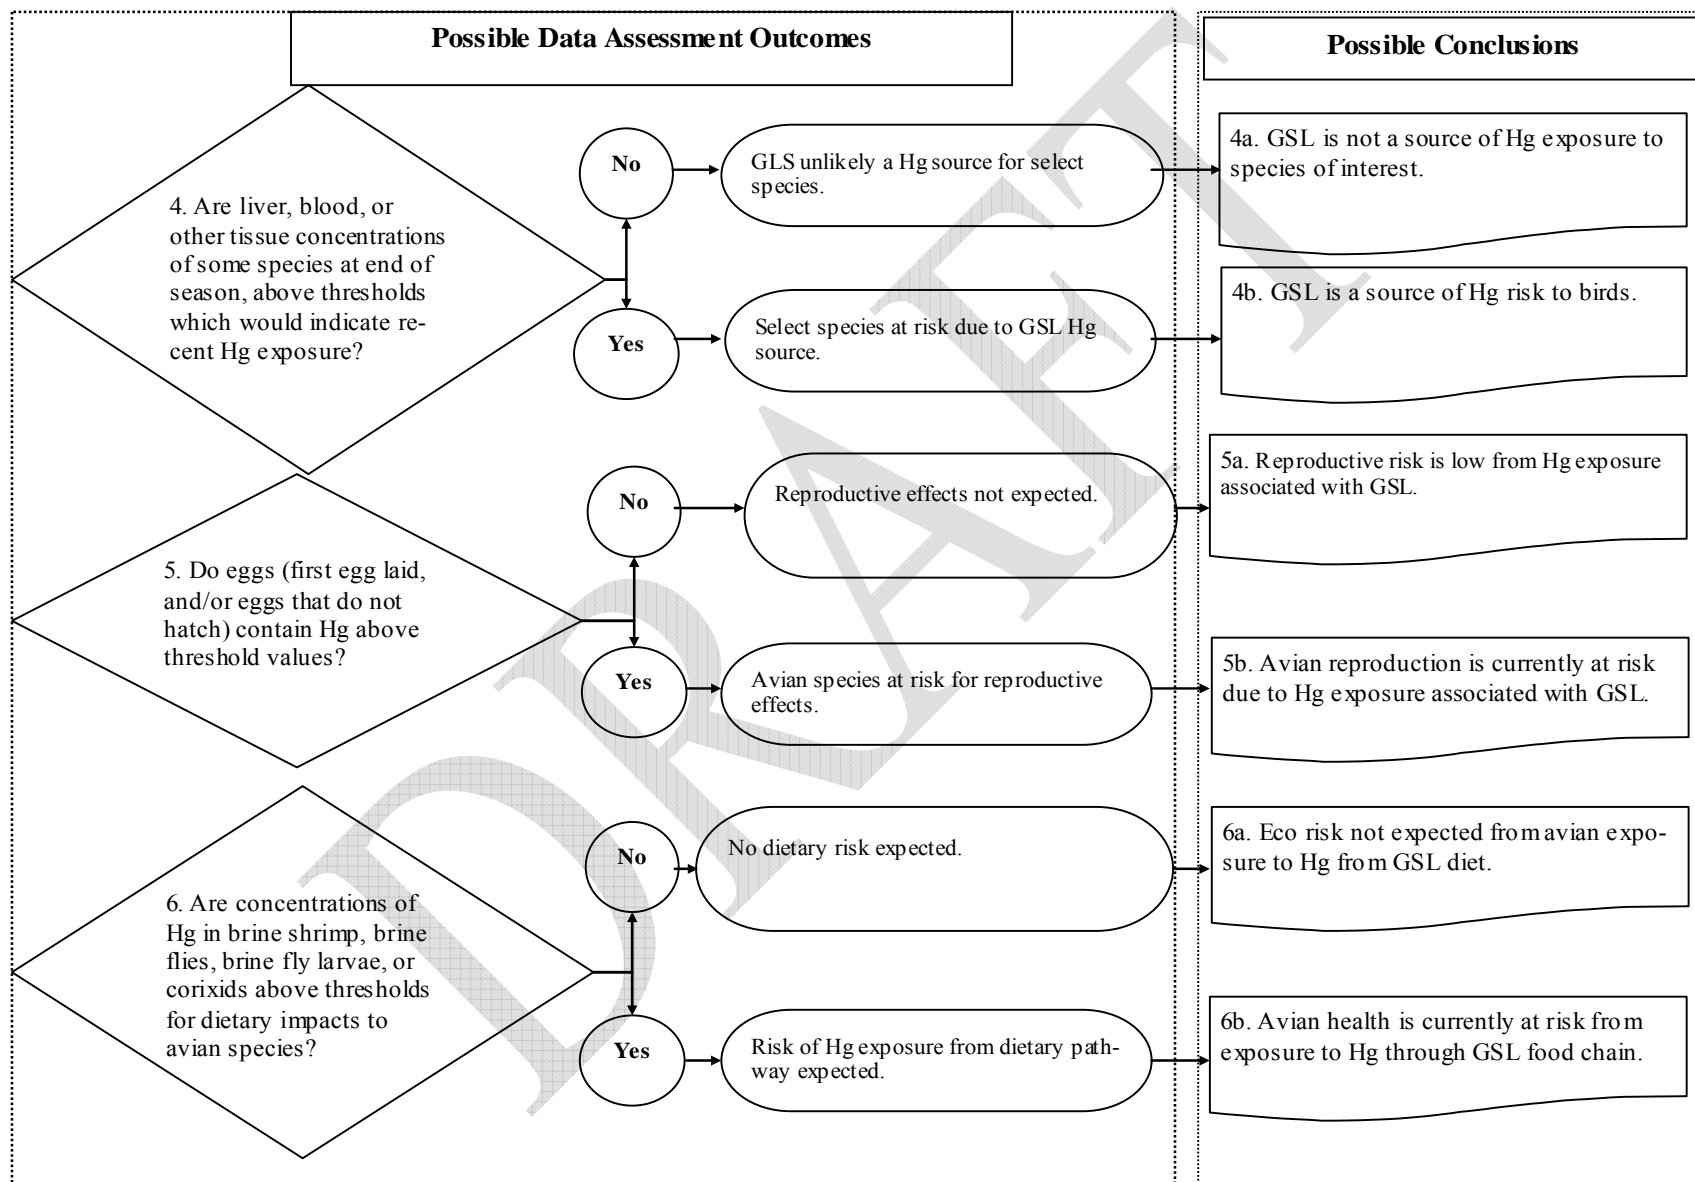 Possible Data Assessment Outcomes
Possible Conclusions
4. Are liver, blood, or
other tissue concentrations
of some species at end of
season, above thresholds
which would indicate re-
cent Hg exposure?
No
GLS unlikely a Hg source for select
species.
4a. GSL is not a source of Hg exposure to
species of interest.
Yes
Select species at risk due to GSL Hg
source.
4b. GSL is a source of Hg risk to birds.
5. Do eggs (first egg laid,
and/or eggs that do not
hatch) contain Hg above
threshold values?
No
Reproductive effects not expected.
5a. Reproductive risk is low from Hg exposure
associated with GSL.
Yes
Avian species at risk for reproductive
effects.
5b. Avian reproduction is currently at risk
due to Hg exposure associated with GSL.
6. Are concentrations of
Hg in brine shrimp, brine
flies, brine fly larvae, or
corixids above thresholds
for dietary impacts to
avian species?
No
No dietary risk expected.
6a. Eco risk not expected from avian expo-
sure to Hg from GSL diet.
Yes
Risk of Hg exposure from dietary path-
way expected.
6b. Avian health is currently at risk from
exposure to Hg through GSL food chain.
DRAFT